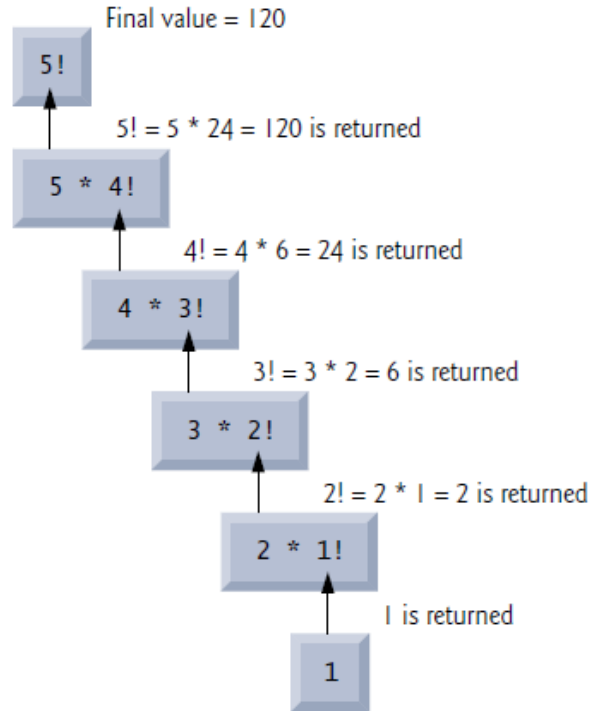 Final value = 120
5!
5! = 5 * 24 = 120 is returned
5 * 4!
4! = 4 * 6 = 24 is returned
4 * 3!
3! = 3 * 2 = 6 is returned
3 * 2!
2! = 2 * 1 = 2 is returned
2 * 1!
1 is returned
1